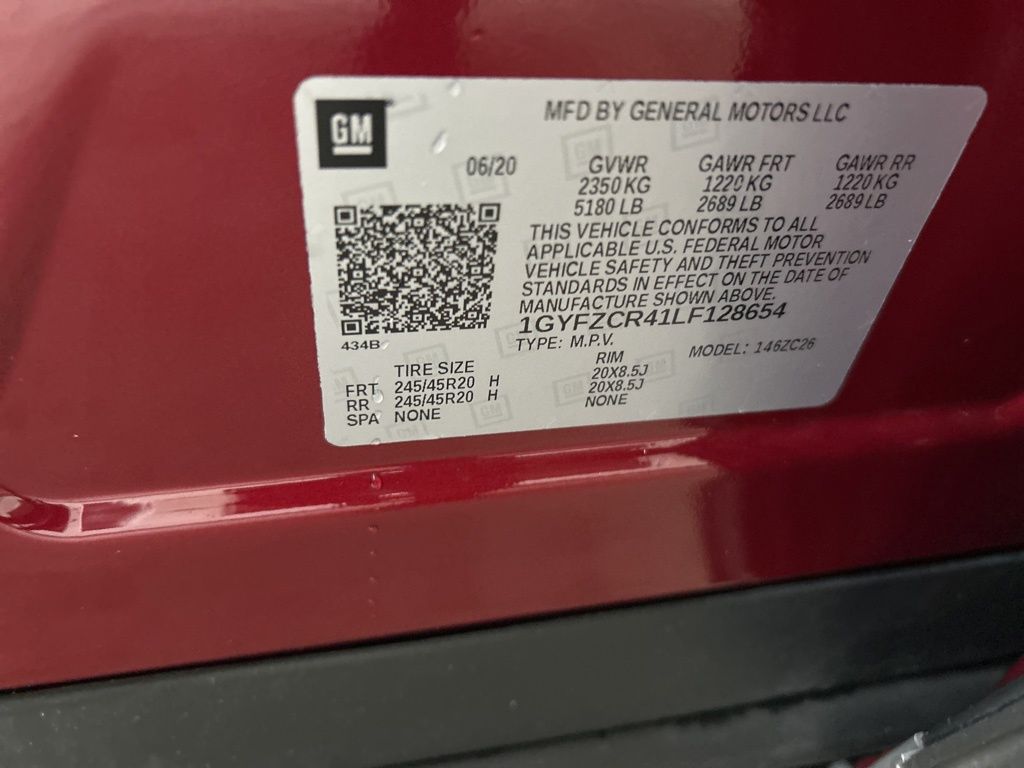 GM
MFD BY GENERAL MOTORS LLC
06/20 GVWR GAWR FRT GAWR RR
2350 KG 1220 KG 1220 KG
5180 LB 2689 LB 2689 LB
THIS VEHICLE CONFORMS TO ALL
APPLICABLE U.S. FEDERAL MOTOR
VEHICLE SAFETY AND THEFT PREVENTION
STANDARDS IN EFFECT ON THE DATE OF
MANUFACTURE SHOWN ABOVE.
1GYFZCR41LF128654
434B TYPE: M.P.V. MODEL: 146ZC26
TIRE SIZE RIM
FRT 245/45R20 H 20X8.5J
RR 245/45R20 H 20X8.5J
SPA NONE NONE